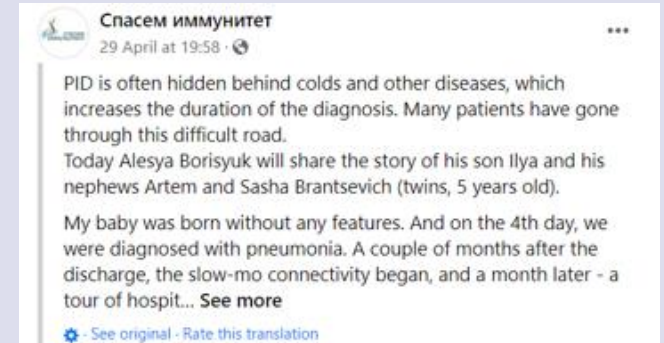 Спасем иммунитет
29 April at 19:58 ·
PID is often hidden behind colds and other diseases, which
increases the duration of the diagnosis. Many patients have gone
through this difficult road.
Today Alesya Borisyuk will share the story of his son Ilya and his
nephews Artem and Sasha Brantsevich (twins, 5 years old).
My baby was born without any features. And on the 4th day, we
were diagnosed with pneumonia. A couple of months after the
discharge, the slow-mo connectivity began, and a month later - a
tour of hospit... See more
· See original · Rate this translation